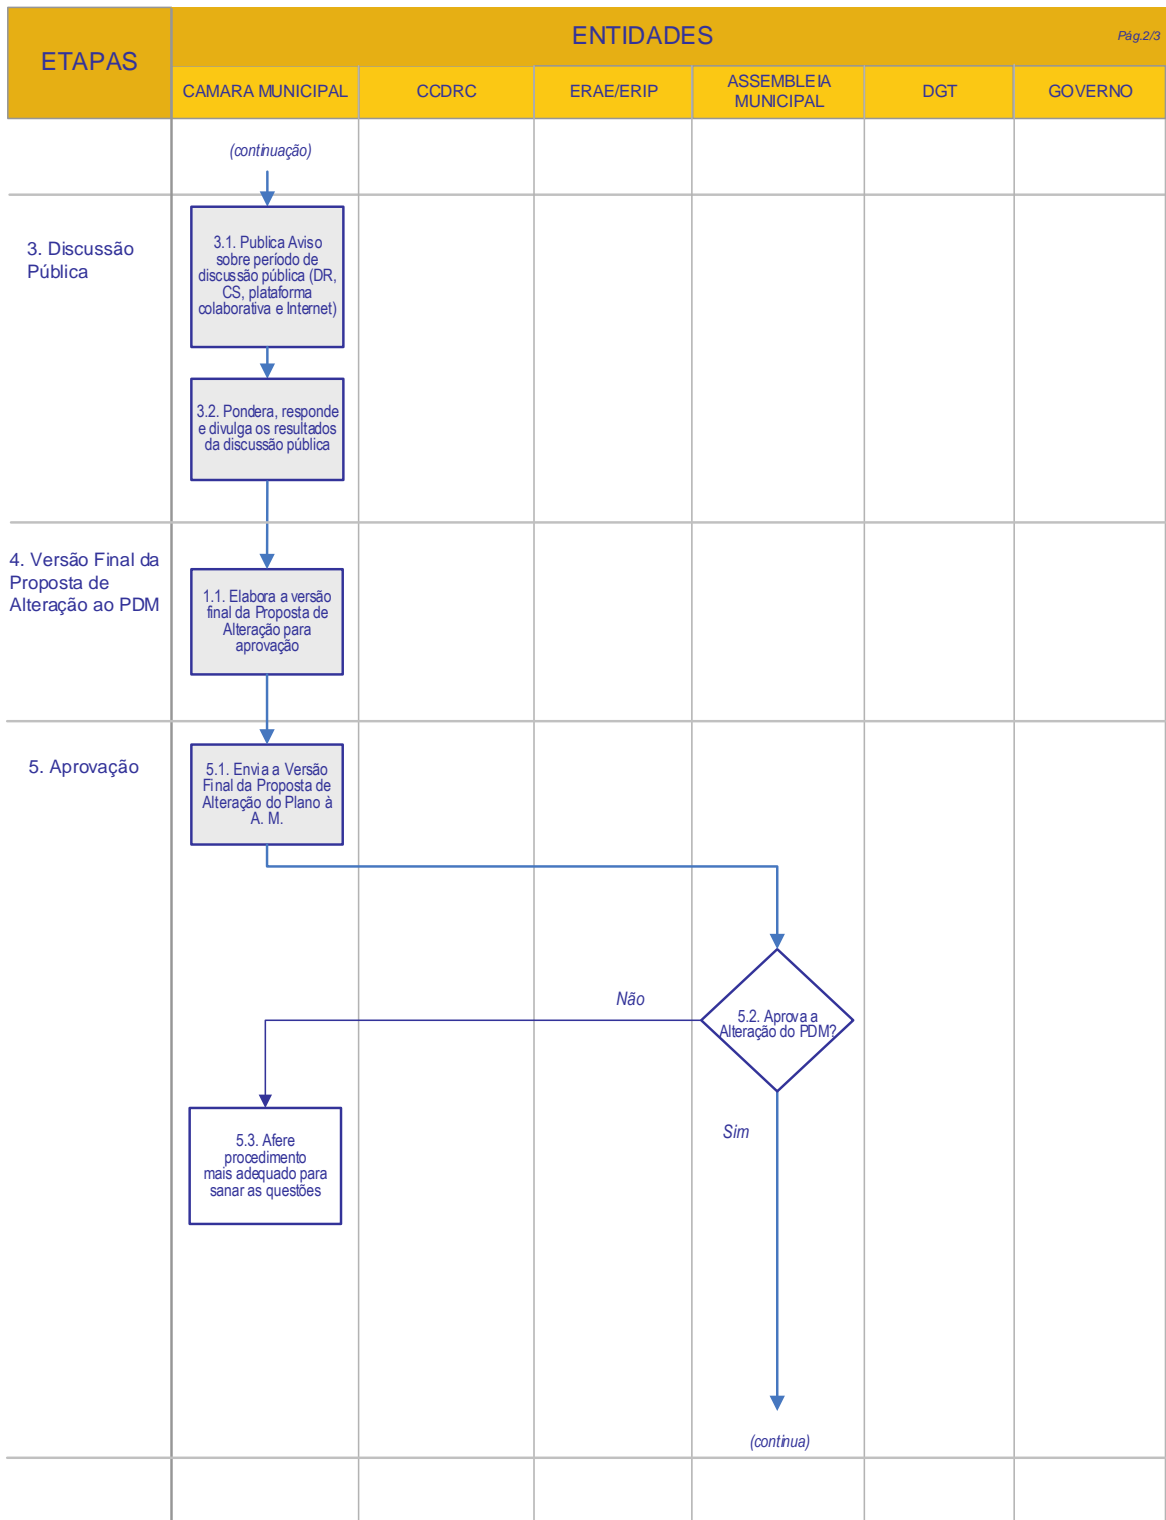 ETAPAS
ENTIDADES
Pág.2/3
CAMARA MUNICIPAL
CCDRC
ERAE/ERIP
ASSEMBLEIA
MUNICIPAL
DGT
GOVERNO
(continuação)
3. Discussão
Pública
3.1. Publica Aviso
sobre período de
discussão pública (DR,
CS, plataforma
colaborativa e Internet)
3.2. Pondera, responde
e divulga os resultados
da discussão pública
4. Versão Final da
Proposta de
Alteração ao PDM
1.1. Elabora a versão
final da Proposta de
Alteração para
aprovação
5. Aprovação
5.1. Envia a Versão
Final da Proposta de
Alteração do Plano à
A. M.
5.2. Aprova a
Alteração do PDM?
Não
Sim
5.3. Afere
procedimento
mais adequado para
sanar as questões
(continua)